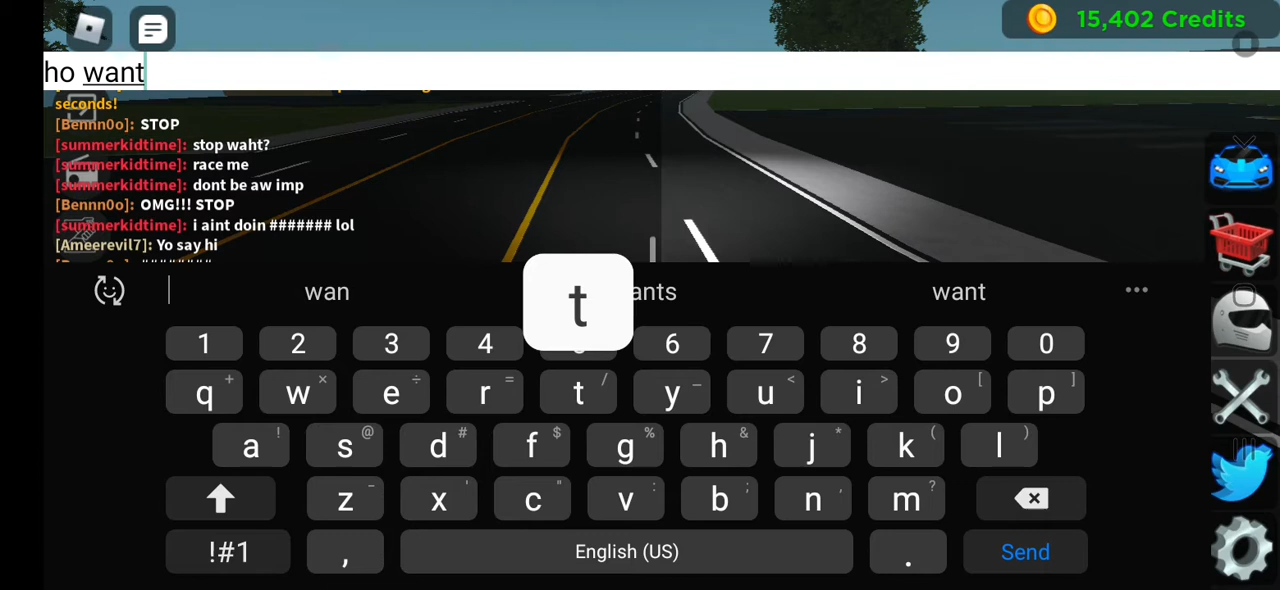 15,402 Credits
ho want
seconds!
[Bennn0o]: STOP
[summerkidtime]: stop waht?
[summerkidtime]: race me
[summerkidtime]: dont be aw imp
[Bennn0o]: OMG!!! STOP
[summerkidtime]: i aint doin ####### lol
[Ameerevil7]: Yo say hi
wan ants want
t
1 2 3 4 6 7 8 9 0
q + w × e ÷ r = t / y _ u < i > o [ p ]
a ! s @ d # f $ g % h & j * k ( l )
z - x ' c " v : b ; n , m ?
!#1 , English (US) . Send